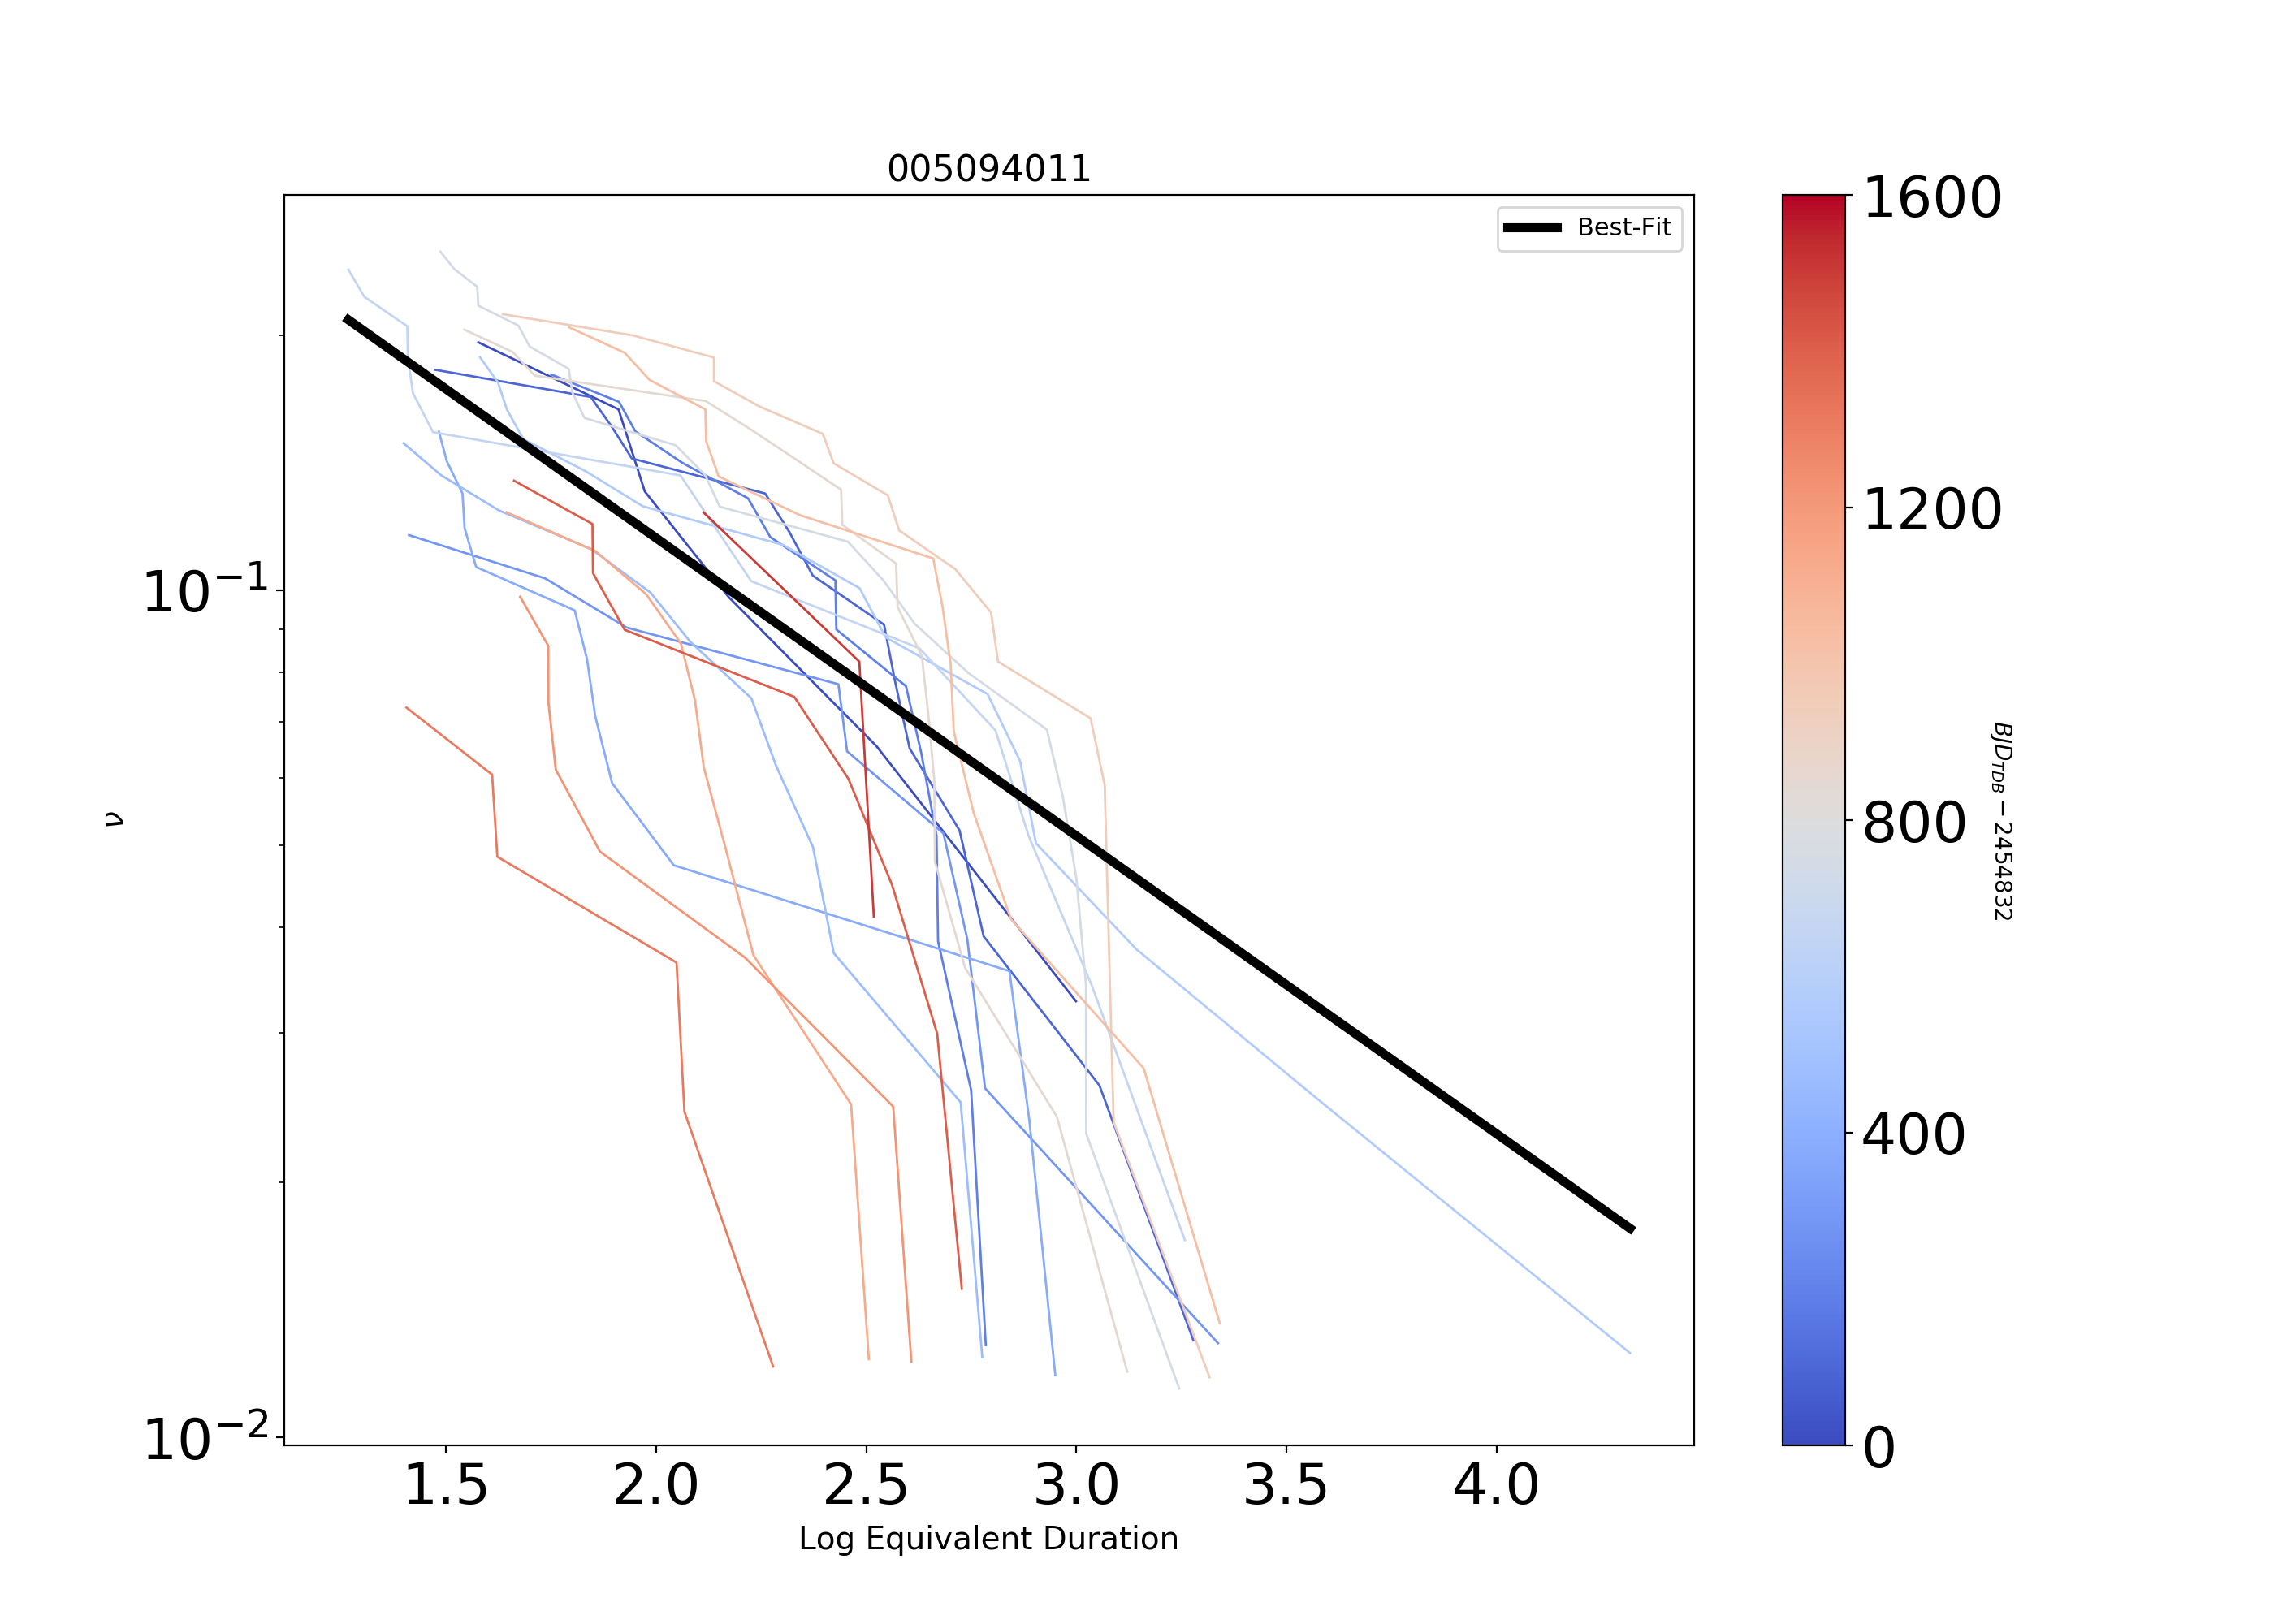 005094011
Best-Fit
10⁻¹
10⁻²
ν
1.5 2.0 2.5 3.0 3.5 4.0
Log Equivalent Duration
1600
1200
800
400
0
BJD_TDB − 2454832